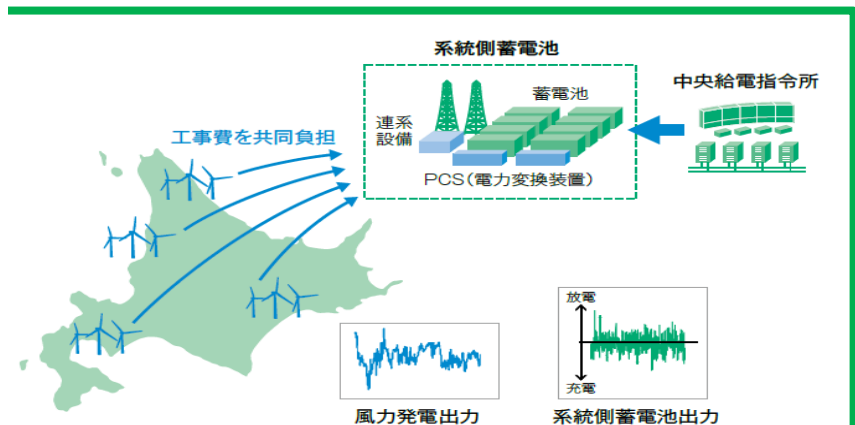 系統側蓄電池
中央給電指令所
蓄電池
連系
設備
工事費を共同負担
PCS(電力変換装置)
放電
充電
風力発電出力
系統側蓄電池出力